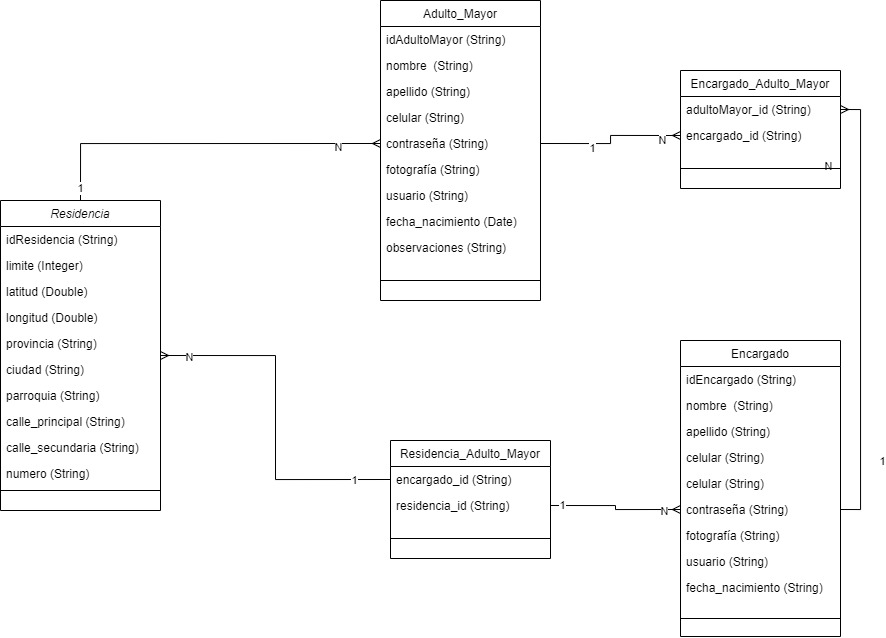 Adulto_Mayor
idAdultoMayor (String)
nombre  (String)
apellido (String)
celular (String)
contraseña (String)
fotografía (String)
usuario (String)
fecha_nacimiento (Date)
observaciones (String)
Encargado_Adulto_Mayor
adultoMayor_id (String)
encargado_id (String)
N
1
N
N
1
Residencia
idResidencia (String)
limite (Integer)
latitud (Double)
longitud (Double)
provincia (String)
ciudad (String)
parroquia (String)
calle_principal (String)
calle_secundaria (String)
numero (String)
N
1
Residencia_Adulto_Mayor
encargado_id (String)
residencia_id (String)
1
N
Encargado
idEncargado (String)
nombre  (String)
apellido (String)
celular (String)
celular (String)
contraseña (String)
fotografía (String)
usuario (String)
fecha_nacimiento (String)
1